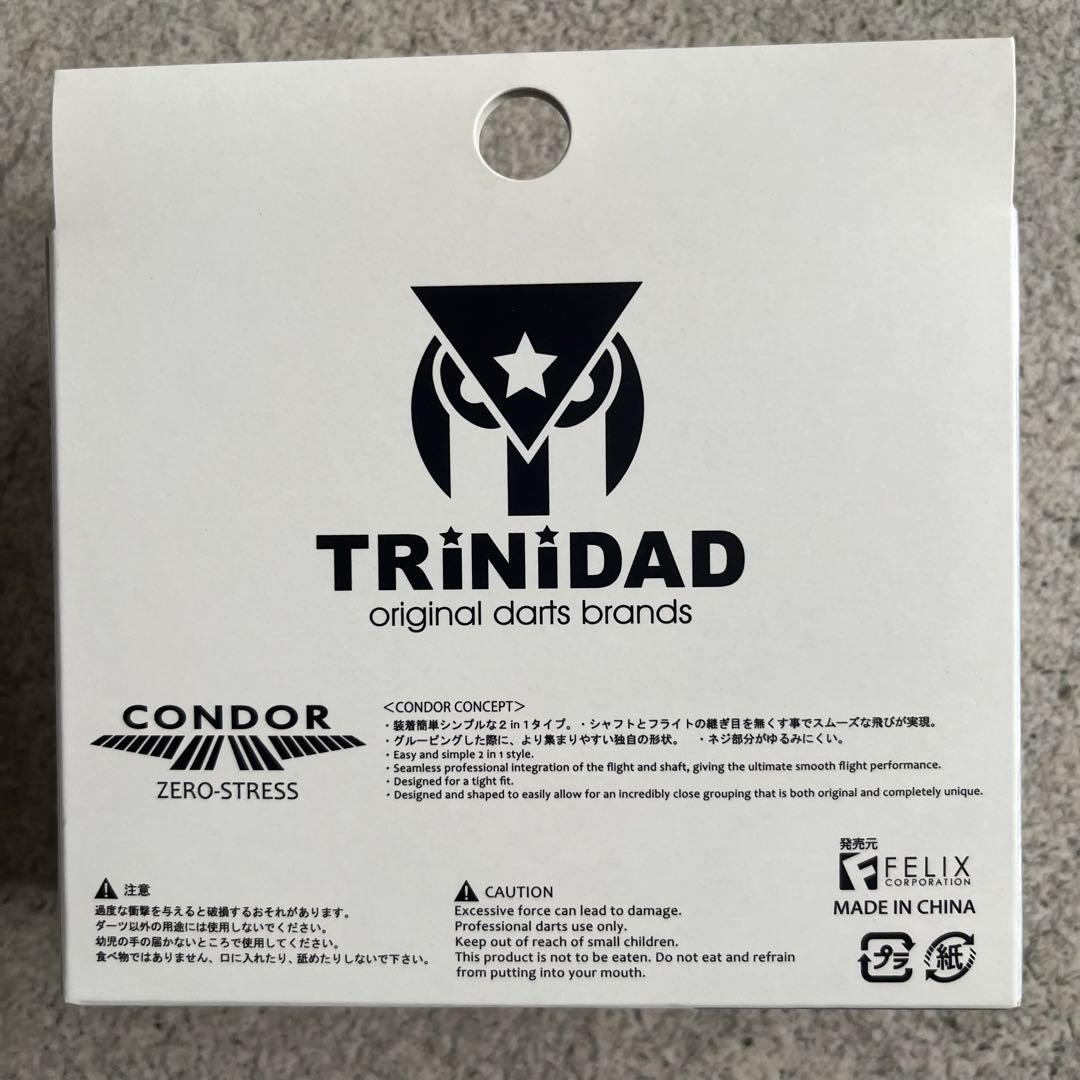 TRiNiDAD
original darts brands
CONDOR
ZERO-STRESS
<CONDOR CONCEPT>
・装着簡単シンプルな2 in 1タイプ。・シャフトとフライトの継ぎ目を無くす事でスムーズな飛びが実現。
・グルーピングした際に、より集まりやすい独自の形状。 ・ネジ部分がゆるみにくい。
・Easy and simple 2 in 1 style.
・Seamless professional integration of the flight and shaft, giving the ultimate smooth flight performance.
・Designed for a tight fit.
・Designed and shaped to easily allow for an incredibly close grouping that is both original and completely unique.
注意
過度な衝撃を与えると破損するおそれがあります。
ダーツ以外の用途には使用しないでください。
幼児の手の届かないところで使用してください。
食べ物ではありません、口に入れたり、舐めたりしないで下さい。
CAUTION
Excessive force can lead to damage.
Professional darts use only.
Keep out of reach of small children.
This product is not to be eaten. Do not eat and refrain
from putting into your mouth.
発売元
FELIX
CORPORATION
MADE IN CHINA
プラ
紙